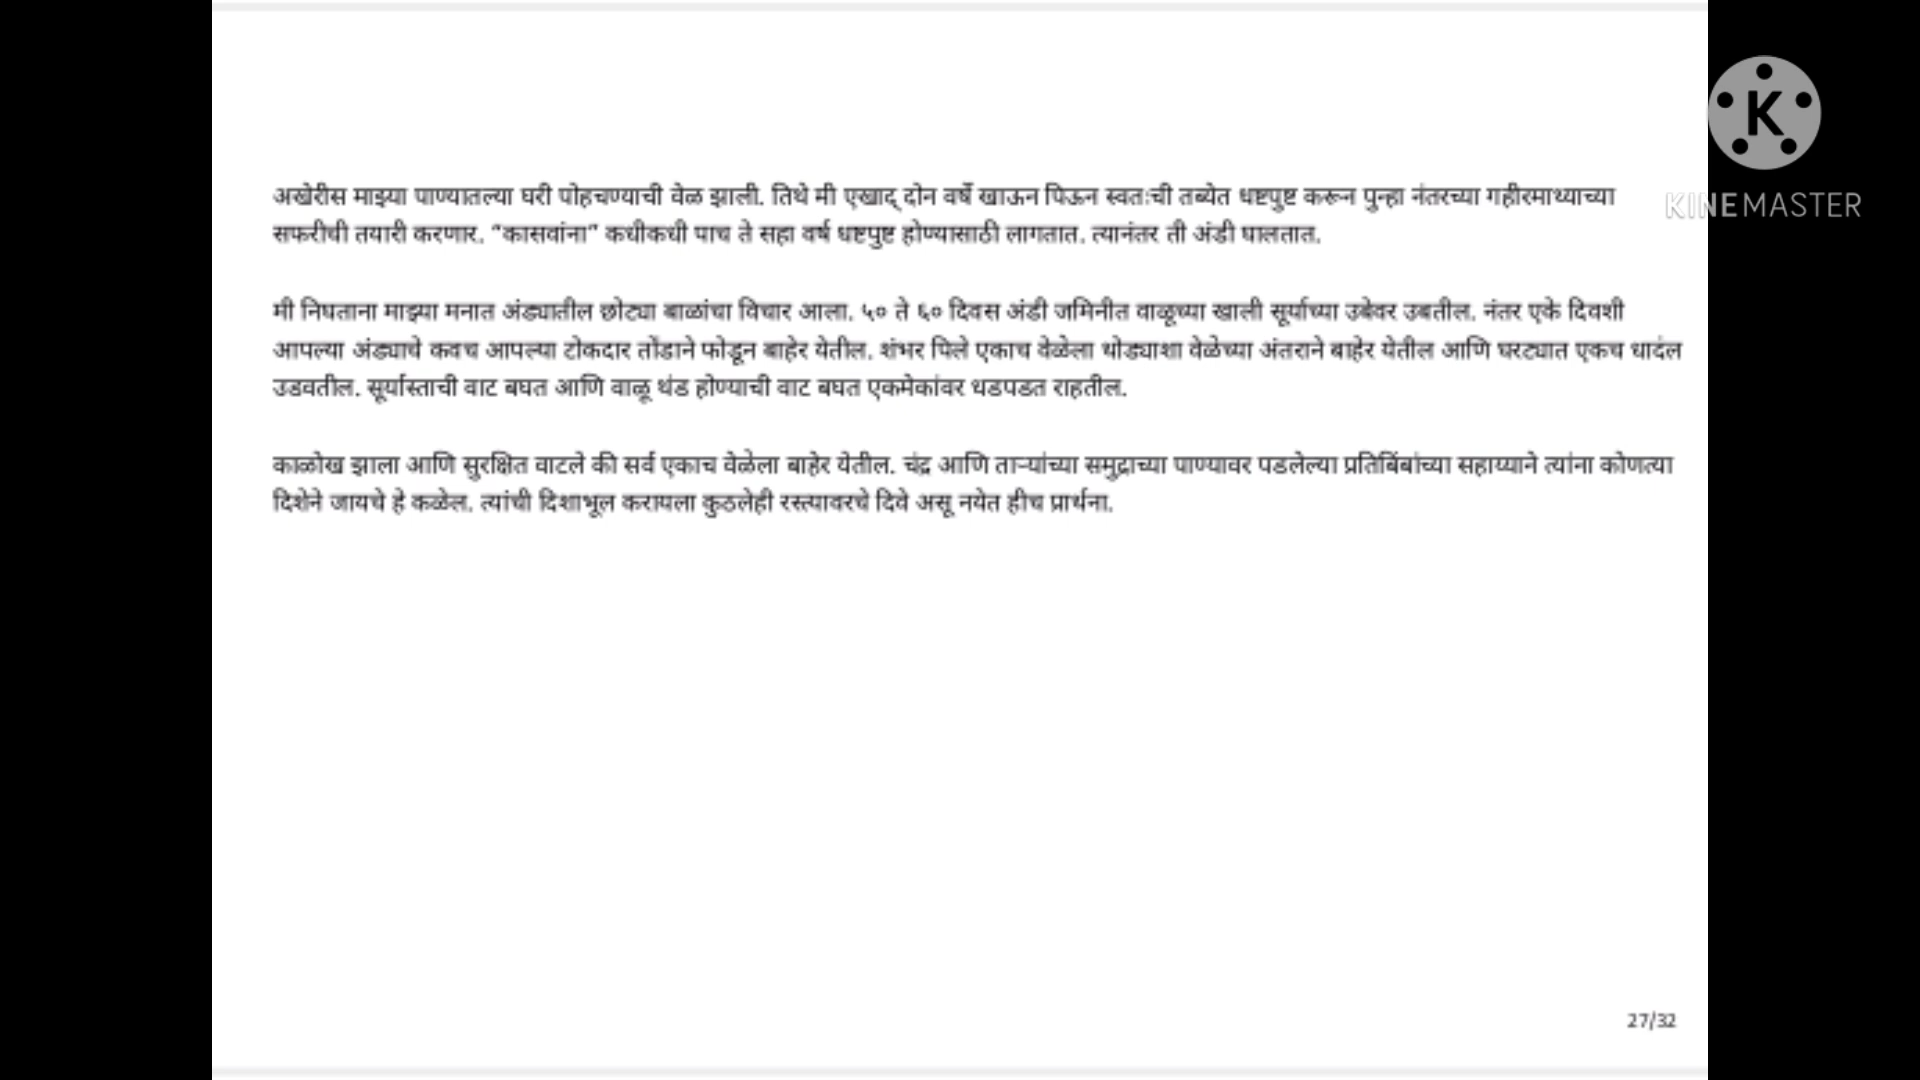 अखेरीस माझ्या पाण्यातल्या घरी पोहचण्याची वेळ झाली. तिथे मी एखाद् दोन वर्षे खाऊन पिऊन स्वतःची तब्येत धष्टपुष्ट करून पुन्हा नंतरच्या गहीरमाथ्याच्या
सफरीची तयारी करणार. “कासवांना” कधीकधी पाच ते सहा वर्ष धष्टपुष्ट होण्यासाठी लागतात. त्यानंतर ती अंडी घालतात.
मी निघताना माझ्या मनात अंड्यातील छोट्या बाळांचा विचार आला. ५० ते ६० दिवस अंडी जमिनीत वाळूच्या खाली सूर्याच्या उबेवर उबतील. नंतर एके दिवशी
आपल्या अंड्याचे कवच आपल्या टोकदार तोंडाने फोडून बाहेर येतील. शंभर पिले एकाच वेळेला थोड्याशा वेळेच्या अंतराने बाहेर येतील आणि घरट्यात एकच धादंल
उडवतील. सूर्यास्ताची वाट बघत आणि वाळू थंड होण्याची वाट बघत एकमेकांवर धडपडत राहतील.
काळोख झाला आणि सुरक्षित वाटले की सर्व एकाच वेळेला बाहेर येतील. चंद्र आणि ताऱ्यांच्या समुद्राच्या पाण्यावर पडलेल्या प्रतिबिंबांच्या सहाय्याने त्यांना कोणत्या
दिशेने जायचे हे कळेल. त्यांची दिशाभूल करायला कुठलेही रस्त्यावरचे दिवे असू नयेत हीच प्रार्थना.
27/32
K
KINEMASTER